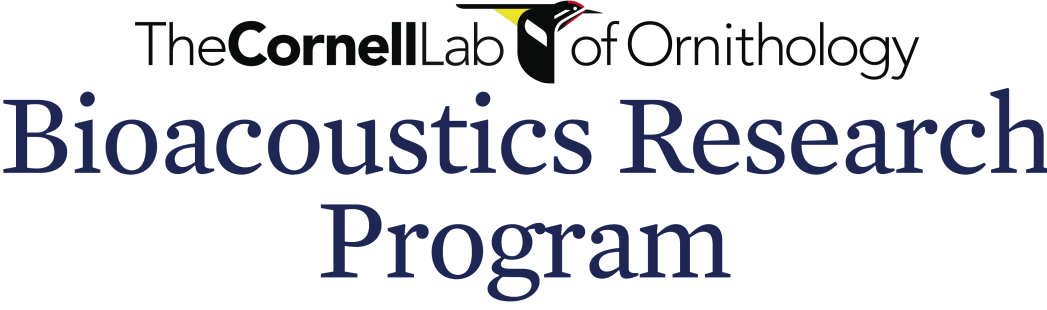 TheCornellLab of Ornithology
Bioacoustics Research
Program